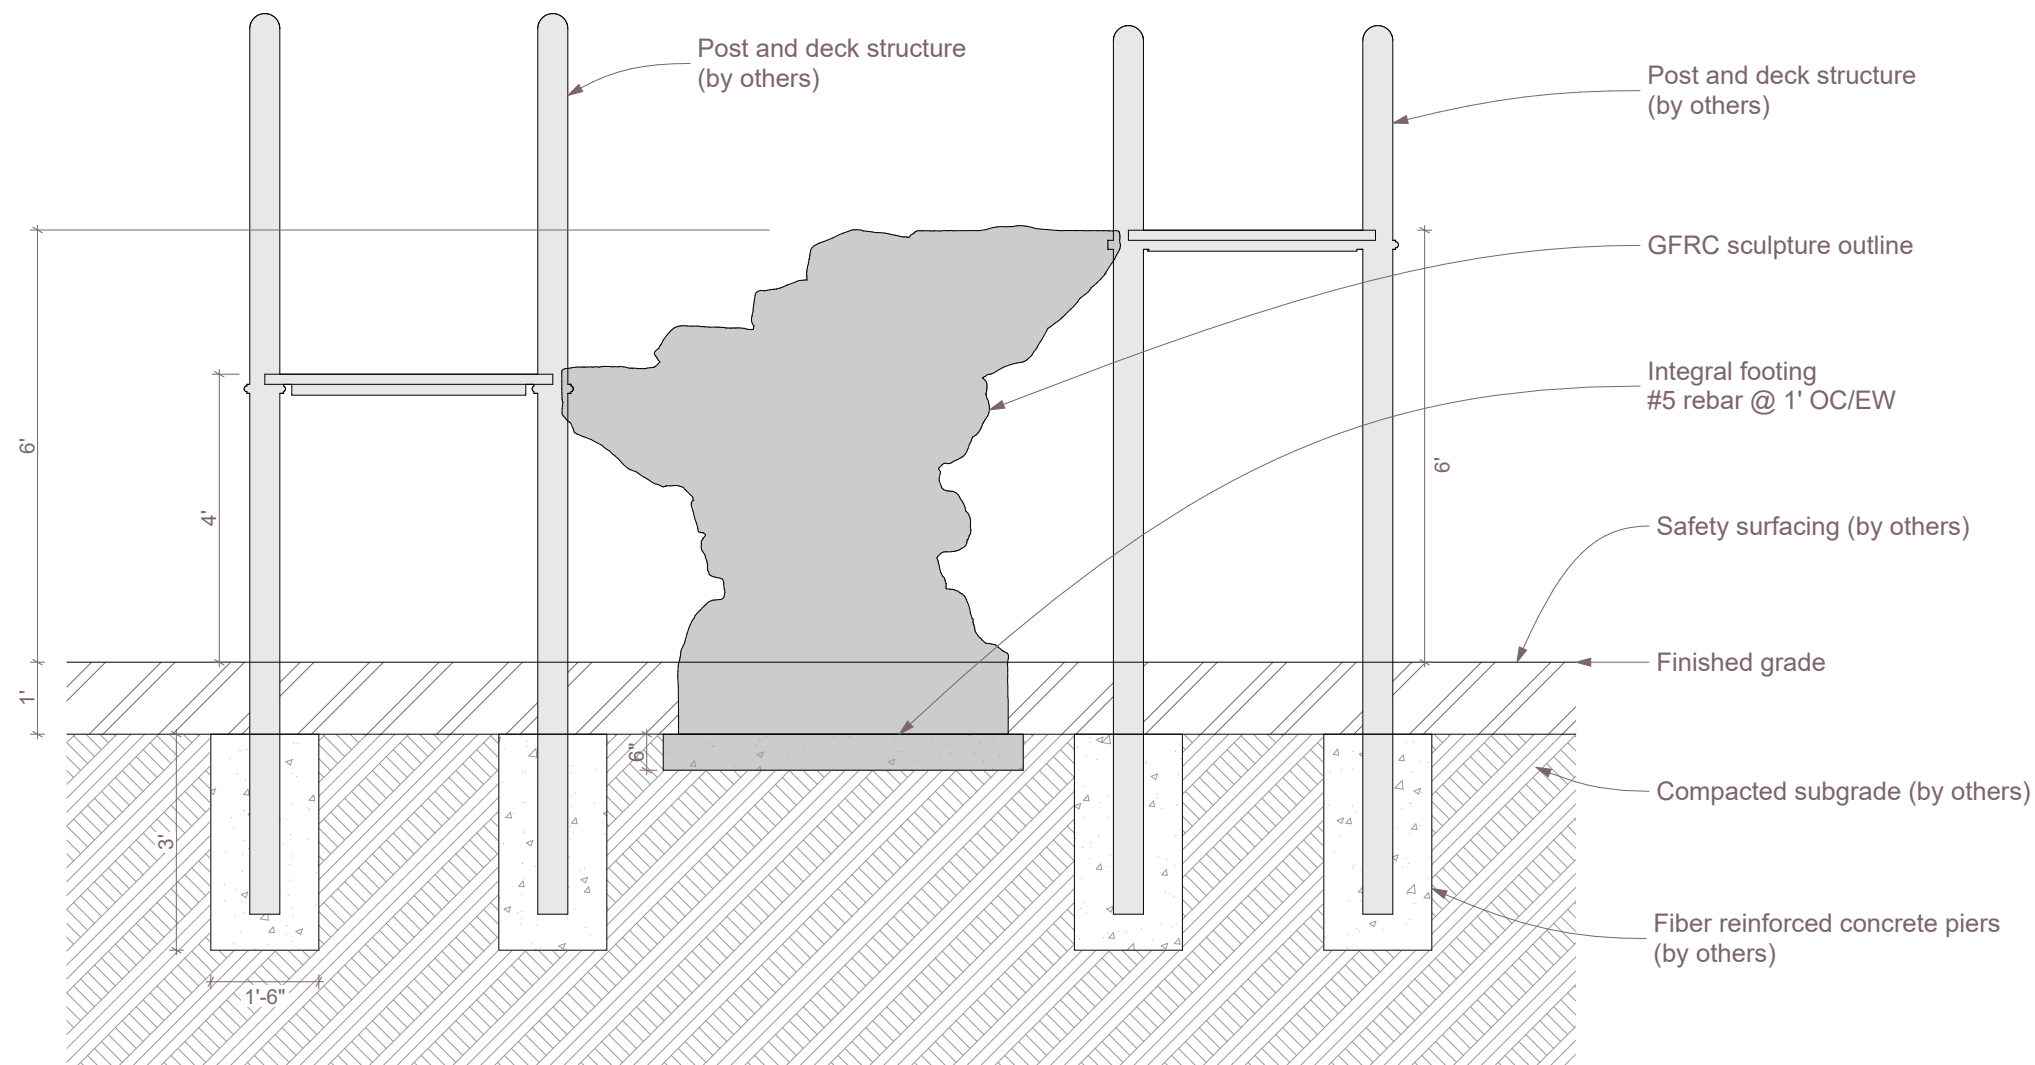 Post and deck structure
(by others)
Post and deck structure
(by others)
GFRC sculpture outline
Integral footing
#5 rebar @ 1' OC/EW
6'
4'
6'
Safety surfacing (by others)
Finished grade
1'
6"
Compacted subgrade (by others)
3'
Fiber reinforced concrete piers
(by others)
1'-6"